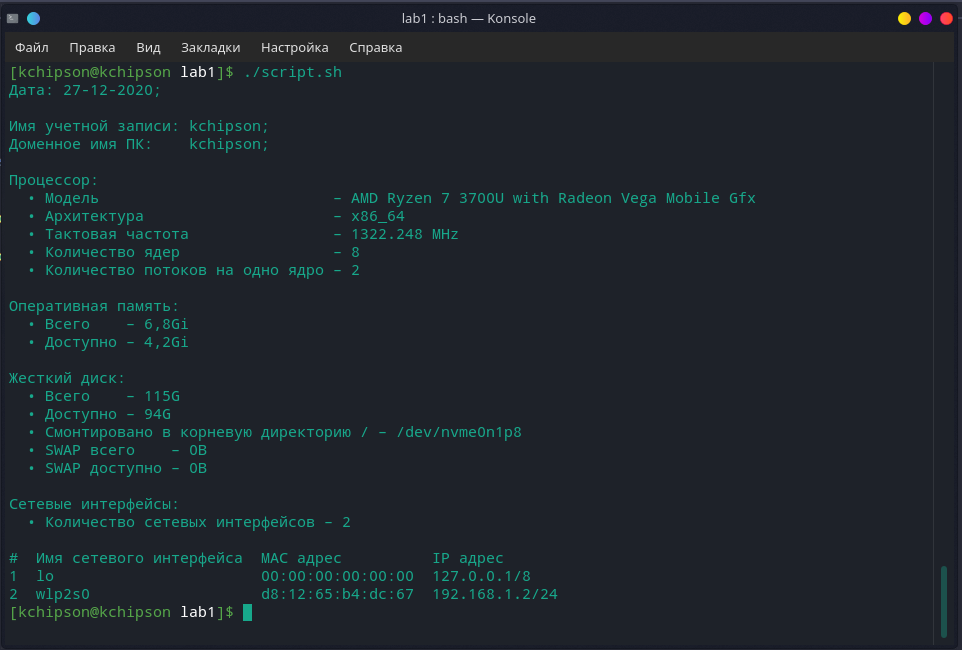 lab1 : bash — Konsole
Файл Правка Вид Закладки Настройка Справка
[kchipson@kchipson lab1]$ ./script.sh
Дата: 27-12-2020;
Имя учетной записи: kchipson;
Доменное имя ПК:    kchipson;
Процессор:
  • Модель                          – AMD Ryzen 7 3700U with Radeon Vega Mobile Gfx
  • Архитектура                     – x86_64
  • Тактовая частота                – 1322.248 MHz
  • Количество ядер                 – 8
  • Количество потоков на одно ядро – 2
Оперативная память:
  • Всего    – 6,8Gi
  • Доступно – 4,2Gi
Жесткий диск:
  • Всего    – 115G
  • Доступно – 94G
  • Смонтировано в корневую директорию / – /dev/nvme0n1p8
  • SWAP всего    – 0B
  • SWAP доступно – 0B
Сетевые интерфейсы:
  • Количество сетевых интерфейсов – 2
#  Имя сетевого интерфейса  MAC адрес          IP адрес
1  lo                       00:00:00:00:00:00  127.0.0.1/8
2  wlp2s0                   d8:12:65:b4:dc:67  192.168.1.2/24
[kchipson@kchipson lab1]$